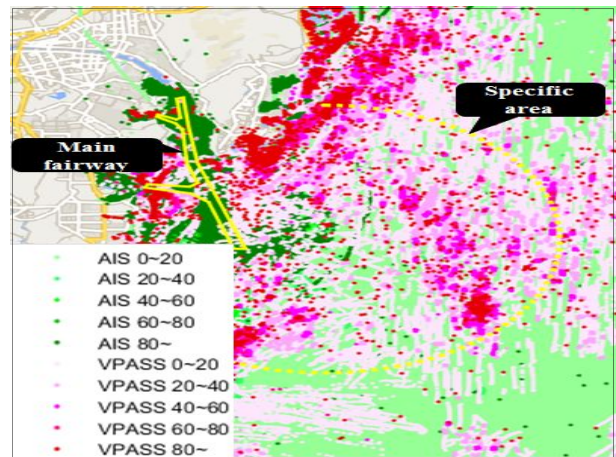 Specific
area
Main
fairway
AIS 0~20
AIS 20~40
AIS 40~60
AIS 60~80
AIS 80~
VPASS 0~20
VPASS 20~40
VPASS 40~60
VPASS 60~80
VPASS 80~